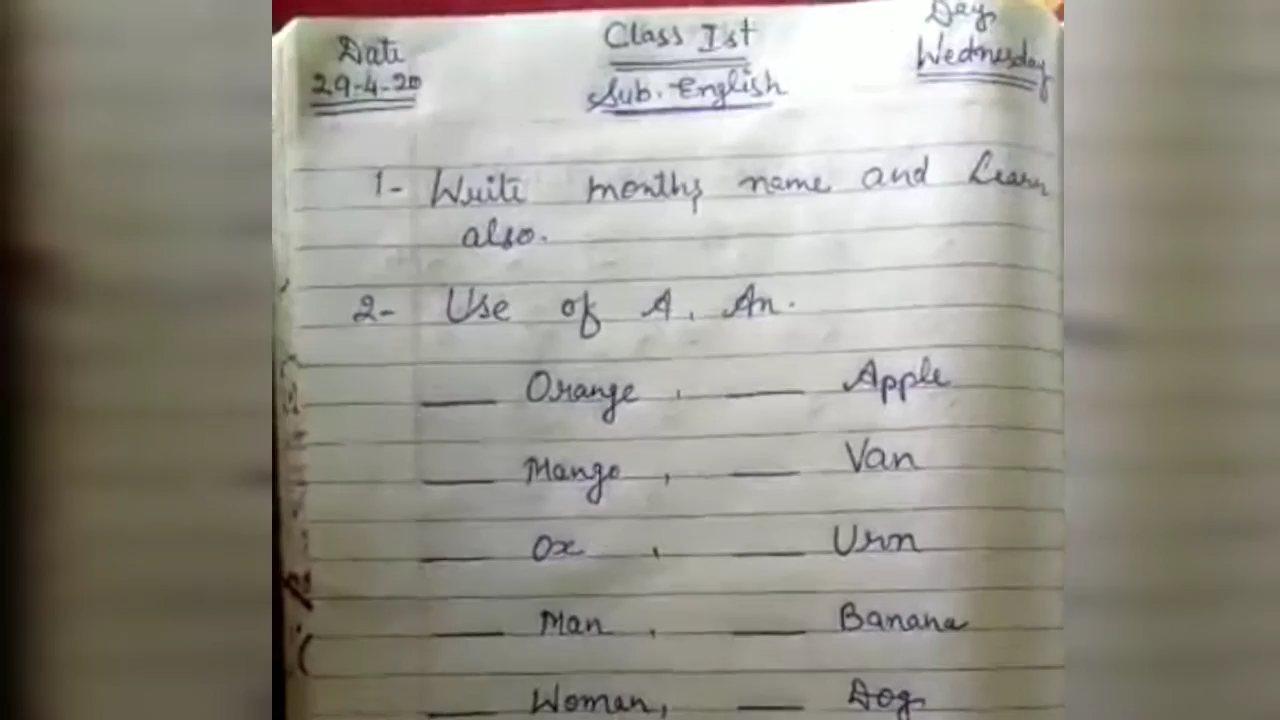 Date Class Ist Day
29-4-20 Sub. English Wednesday
1- Write months name and Learn
also.
2- Use of A, An.
___ Orange, ___ Apple
___ Mango, ___ Van
___ Ox, ___ Urn
___ Man, ___ Banana
___ Woman, ___ Dog